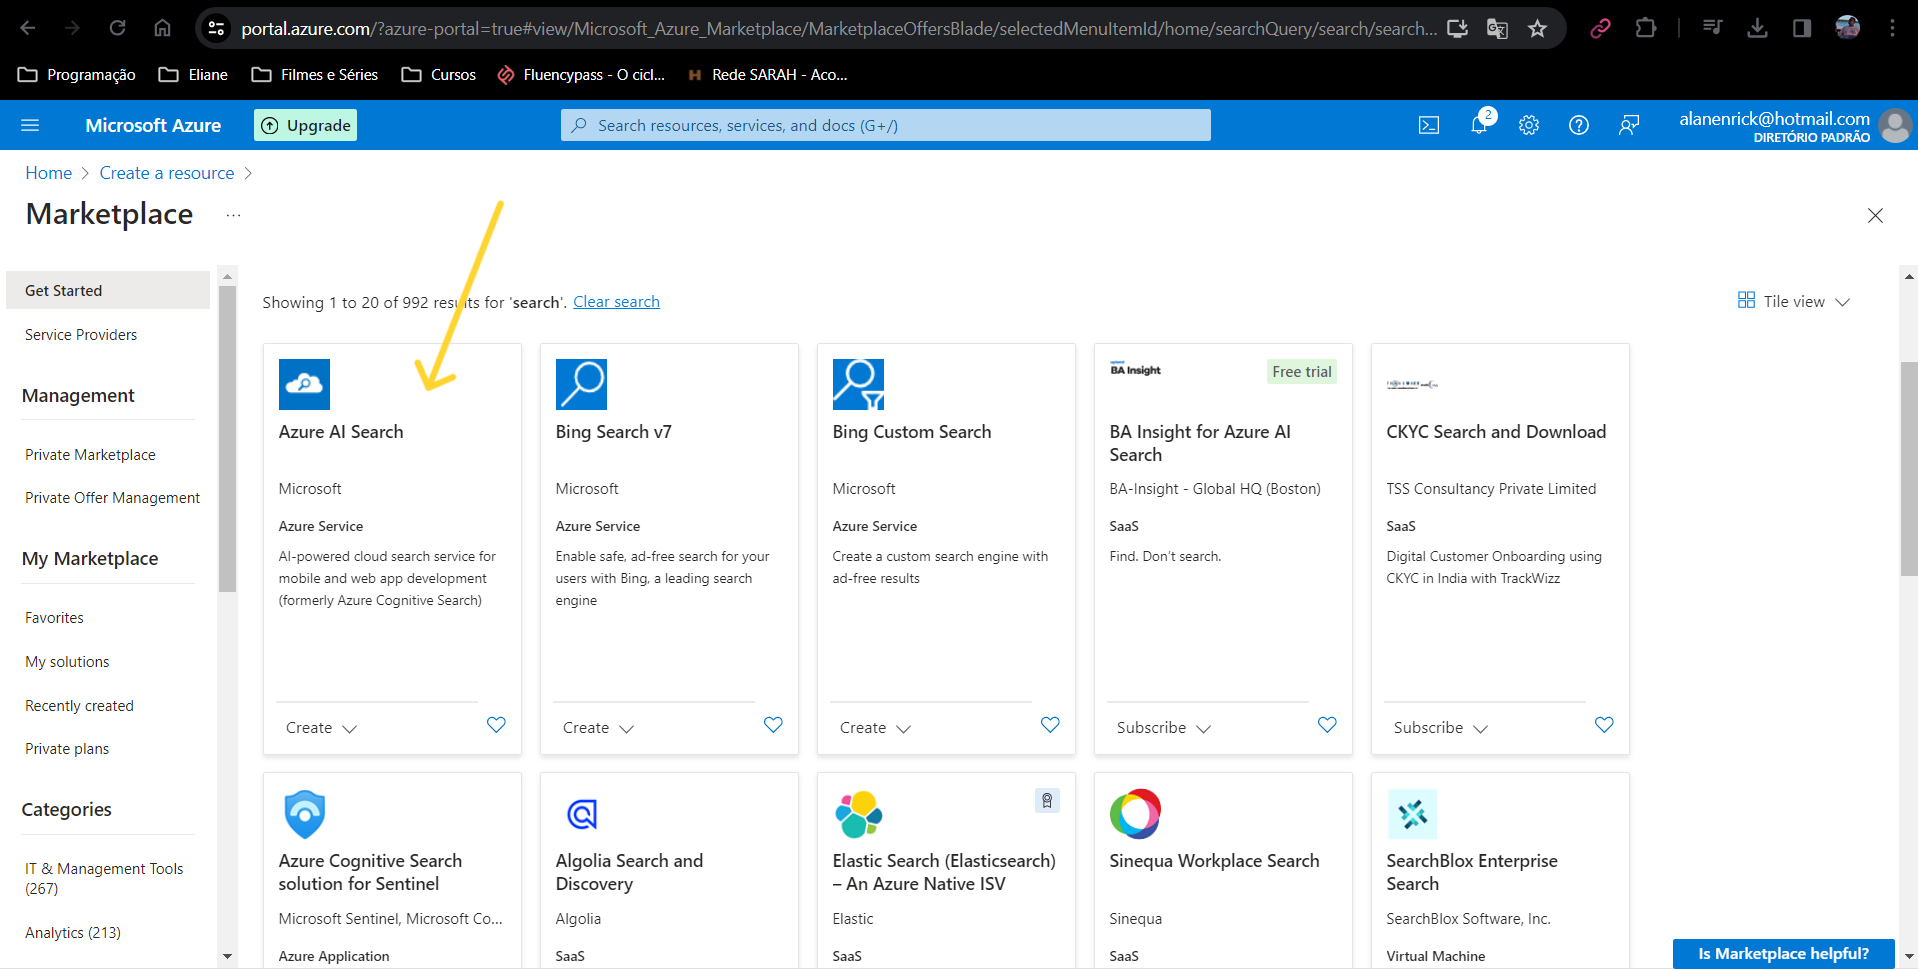 portal.azure.com/?azure-portal=true#view/Microsoft_Azure_Marketplace/MarketplaceOffersBlade/selectedMenuItemId/home/searchQuery/search/search...
Programação
Eliane
Filmes e Séries
Cursos
Fluencypass - O cicl...
H
Rede SARAH - Aco...
Microsoft Azure
Upgrade
Search resources, services, and docs (G+/)
2
alanenrick@hotmail.com
DIRETÓRIO PADRÃO
Home > Create a resource >
Marketplace ...
Get Started
Service Providers
Management
Private Marketplace
Private Offer Management
My Marketplace
Favorites
My solutions
Recently created
Private plans
Categories
IT & Management Tools
(267)
Analytics (213)
Showing 1 to 20 of 992 results for 'search'. Clear search
Tile view
Azure AI Search
Microsoft
Azure Service
AI-powered cloud search service for
mobile and web app development
(formerly Azure Cognitive Search)
Create
Bing Search v7
Microsoft
Azure Service
Enable safe, ad-free search for your
users with Bing, a leading search
engine
Create
Bing Custom Search
Microsoft
Azure Service
Create a custom search engine with
ad-free results
Create
BA Insight
Free trial
BA Insight for Azure AI
Search
BA-Insight - Global HQ (Boston)
SaaS
Find. Don't search.
Subscribe
CKYC Search and Download
TSS Consultancy Private Limited
SaaS
Digital Customer Onboarding using
CKYC in India with TrackWizz
Subscribe
Azure Cognitive Search
solution for Sentinel
Microsoft Sentinel, Microsoft Co...
Azure Application
Algolia Search and
Discovery
Algolia
SaaS
Elastic Search (Elasticsearch)
– An Azure Native ISV
Elastic
SaaS
Sinequa Workplace Search
Sinequa
SaaS
SearchBlox Enterprise
Search
SearchBlox Software, Inc.
Virtual Machine
Is Marketplace helpful?